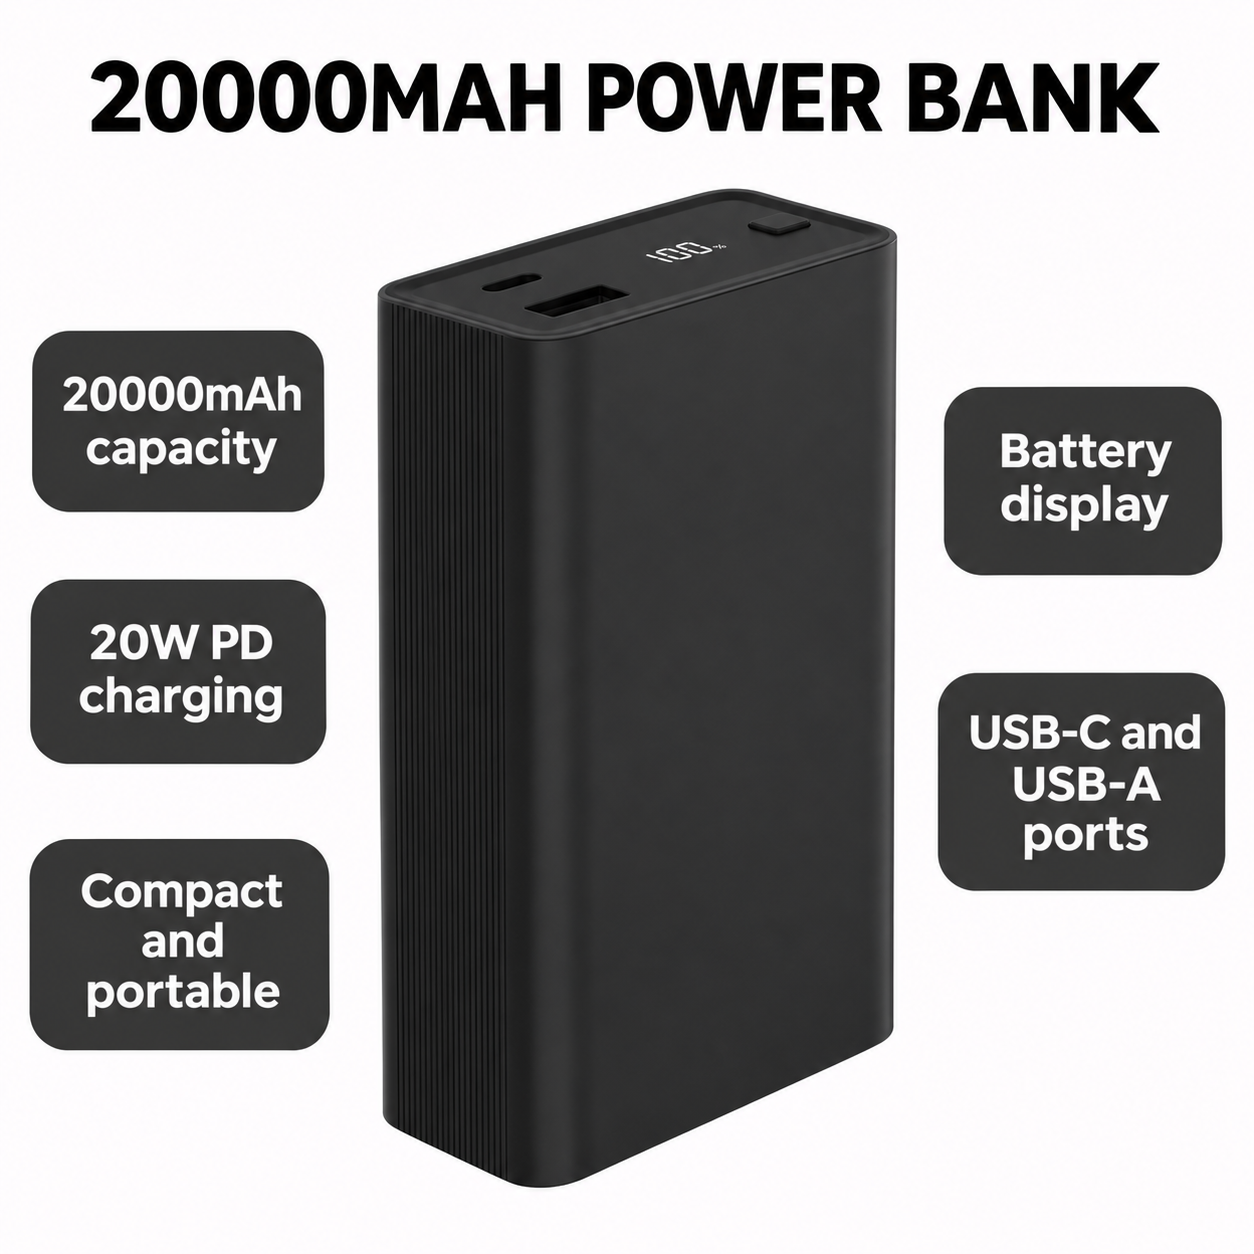 20000MAH POWER BANK
100%
20000mAh
capacity
20W PD
charging
Compact
and
portable
Battery
display
USB-C and
USB-A
ports